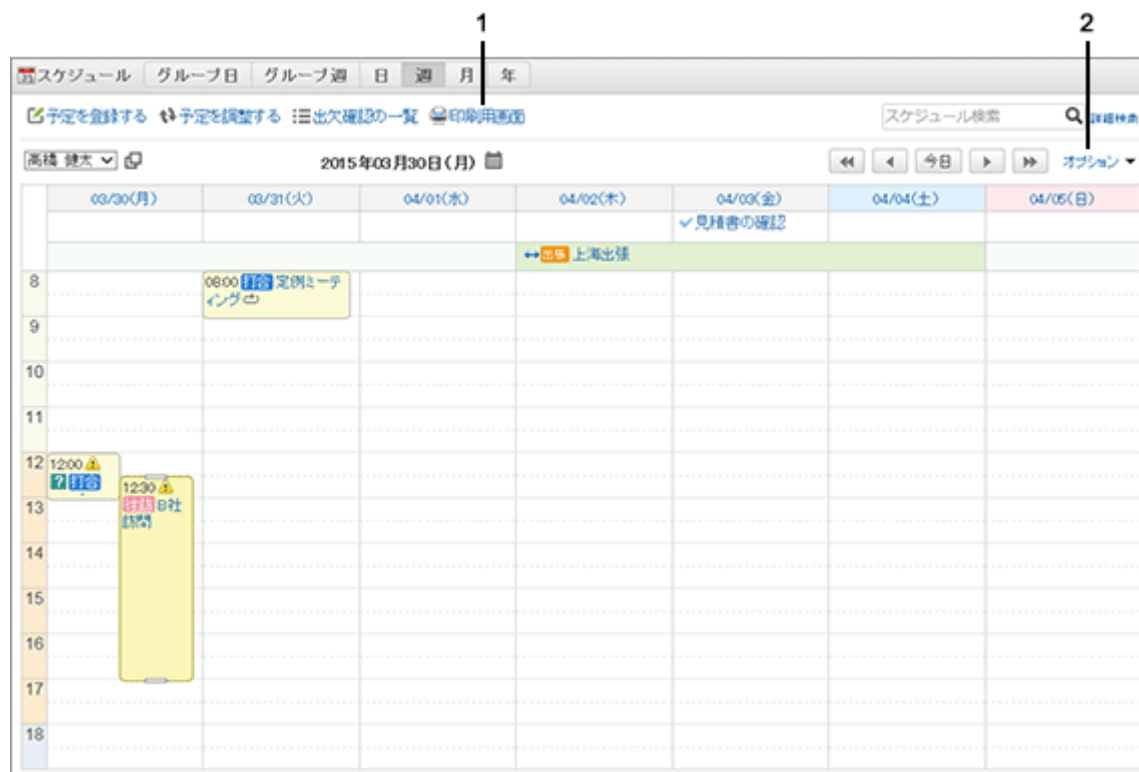 1 2
スケジュール グループ日 グループ週 日 週 月 年
予定を登録する 予定を調整する 出欠確認の一覧 印刷用画面 スケジュール検索 詳細検索
高橋 健太 2015年03月30日(月) 今日 オプション
03/30(月) 03/31(火) 04/01(水) 04/02(木) 04/03(金) 04/04(土) 04/05(日)
見積書の確認
出張 上海出張
8 08:00 打合 定例ミーテ
ィング
9
10
11
12 12:00
? 打合 12:30
13 往訪 B社
訪問
14
15
16
17
18